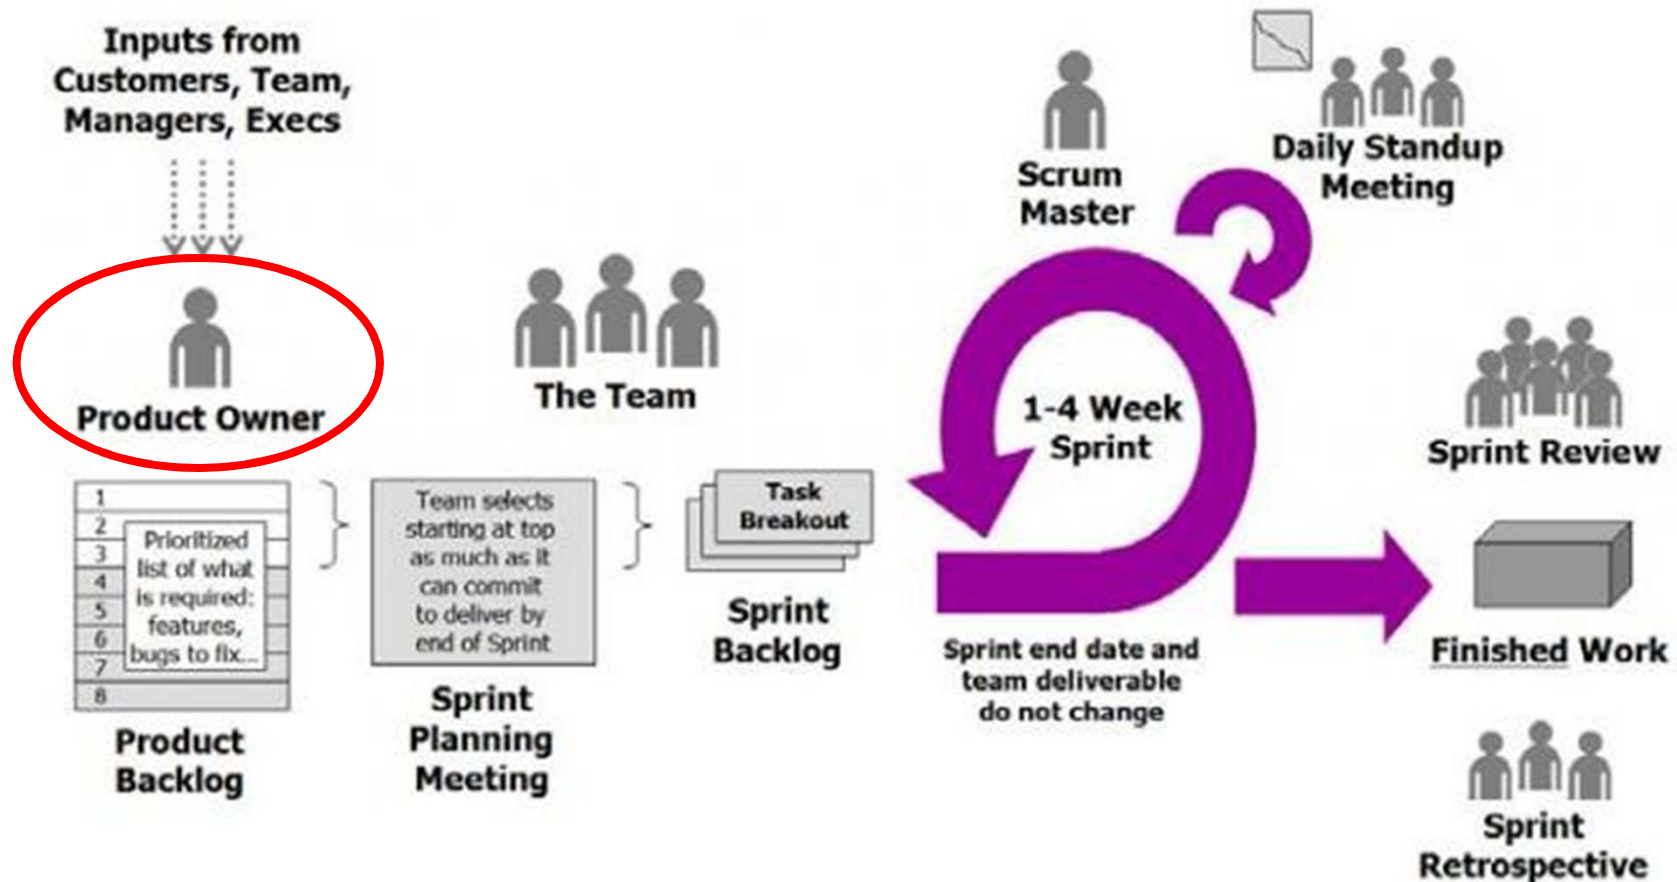 Inputs from
Customers, Team,
Managers, Execs
Product Owner
The Team
Scrum
Master
Daily Standup
Meeting
1-4 Week
Sprint
Sprint Review
1
2
3
4
5
6
7
8
Prioritized
list of what
is required:
features,
bugs to fix...
Product
Backlog
Team selects
starting at top
as much as it
can commit
to deliver by
end of Sprint
Sprint
Planning
Meeting
Task
Breakout
Sprint
Backlog
Sprint end date and
team deliverable
do not change
Finished Work
Sprint
Retrospective